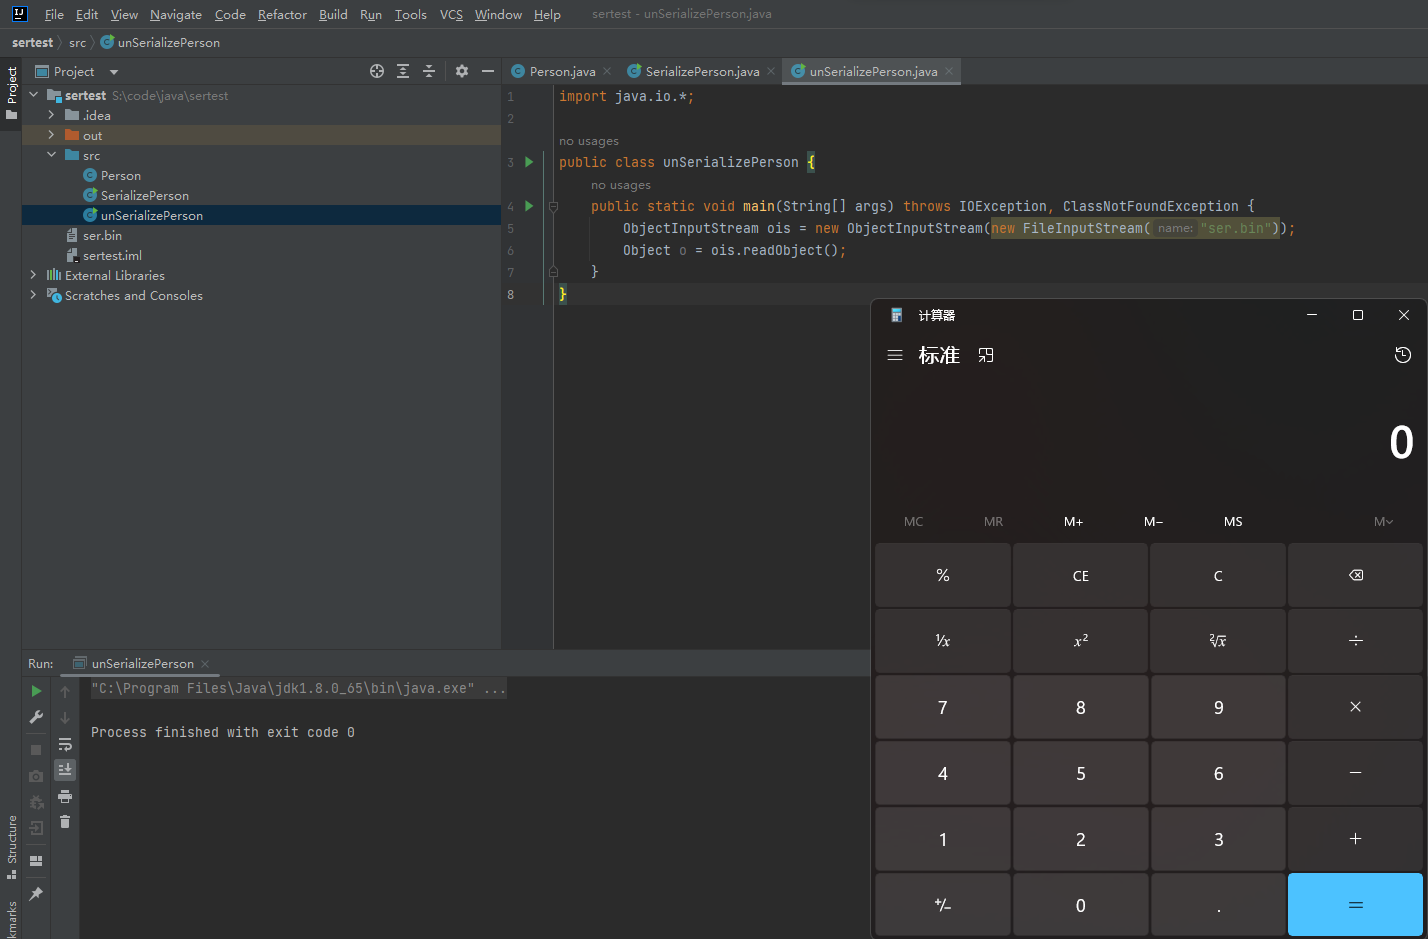 File Edit View Navigate Code Refactor Build Run Tools VCS Window Help sertest - unSerializePerson.java
sertest src unSerializePerson
Project
Project
Person.java SerializePerson.java unSerializePerson.java
sertest S:\code\java\sertest
.idea
out
src
Person
SerializePerson
unSerializePerson
ser.bin
sertest.iml
External Libraries
Scratches and Consoles
1 import java.io.*;
2
no usages
3 public class unSerializePerson {
no usages
4 public static void main(String[] args) throws IOException, ClassNotFoundException {
5 ObjectInputStream ois = new ObjectInputStream(new FileInputStream( name: "ser.bin"));
6 Object o = ois.readObject();
7 }
8 }
计算器
标准
0
MC MR M+ M− MS M
% CE C
¹/x x² ²√x ÷
7 8 9 ×
4 5 6 −
1 2 3 +
+/− 0 . =
Run: unSerializePerson
"C:\Program Files\Java\jdk1.8.0_65\bin\java.exe" ...
Process finished with exit code 0
Structure
kmarks